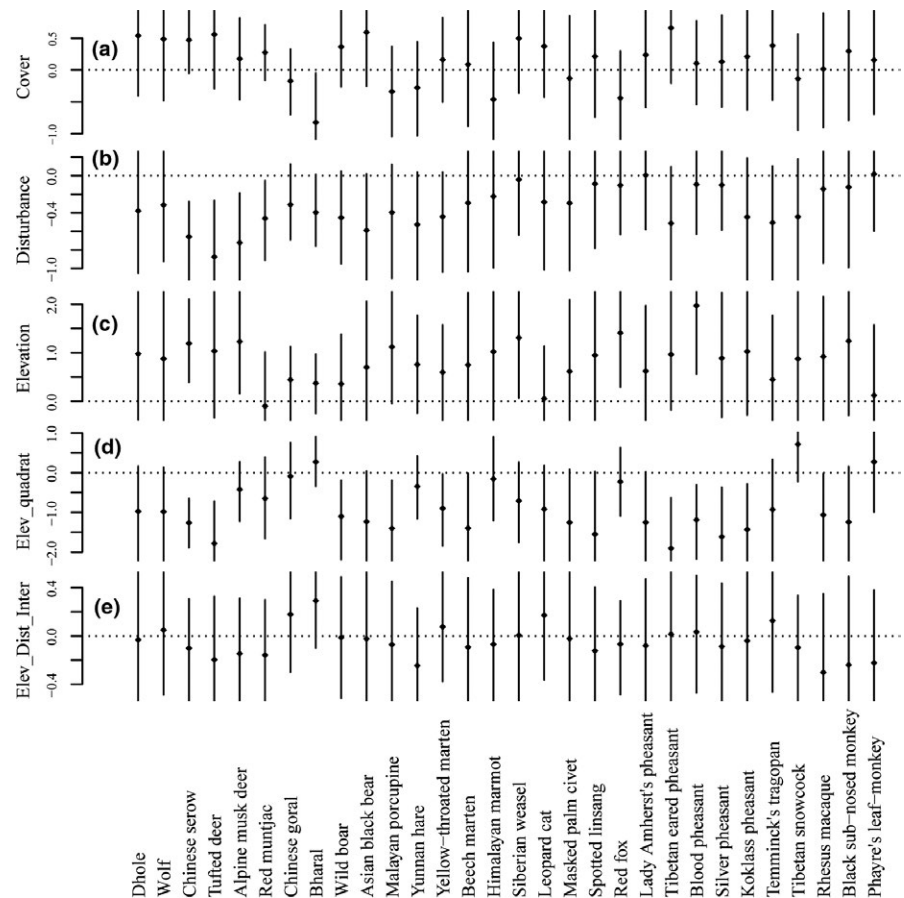 (a)
Cover
0.5
0.0
−1.0
(b)
Disturbance
0.0
−0.4
−1.0
(c)
Elevation
2.0
1.0
0.0
(d)
Elev_quadrat
1.0
0.0
−1.0
−2.0
(e)
Elev_Dist_Inter
0.4
0.0
−0.4
Dhole
Wolf
Chinese serow
Tufted deer
Alpine musk deer
Red muntjac
Chinese goral
Bharal
Wild boar
Asian black bear
Malayan porcupine
Yunnan hare
Yellow−throated marten
Beech marten
Himalayan marmot
Siberian weasel
Leopard cat
Masked palm civet
Spotted linsang
Red fox
Lady Amherst's pheasant
Tibetan eared pheasant
Blood pheasant
Silver pheasant
Koklass pheasant
Temminck's tragopan
Tibetan snowcock
Rhesus macaque
Black sub−nosed monkey
Phayre's leaf−monkey